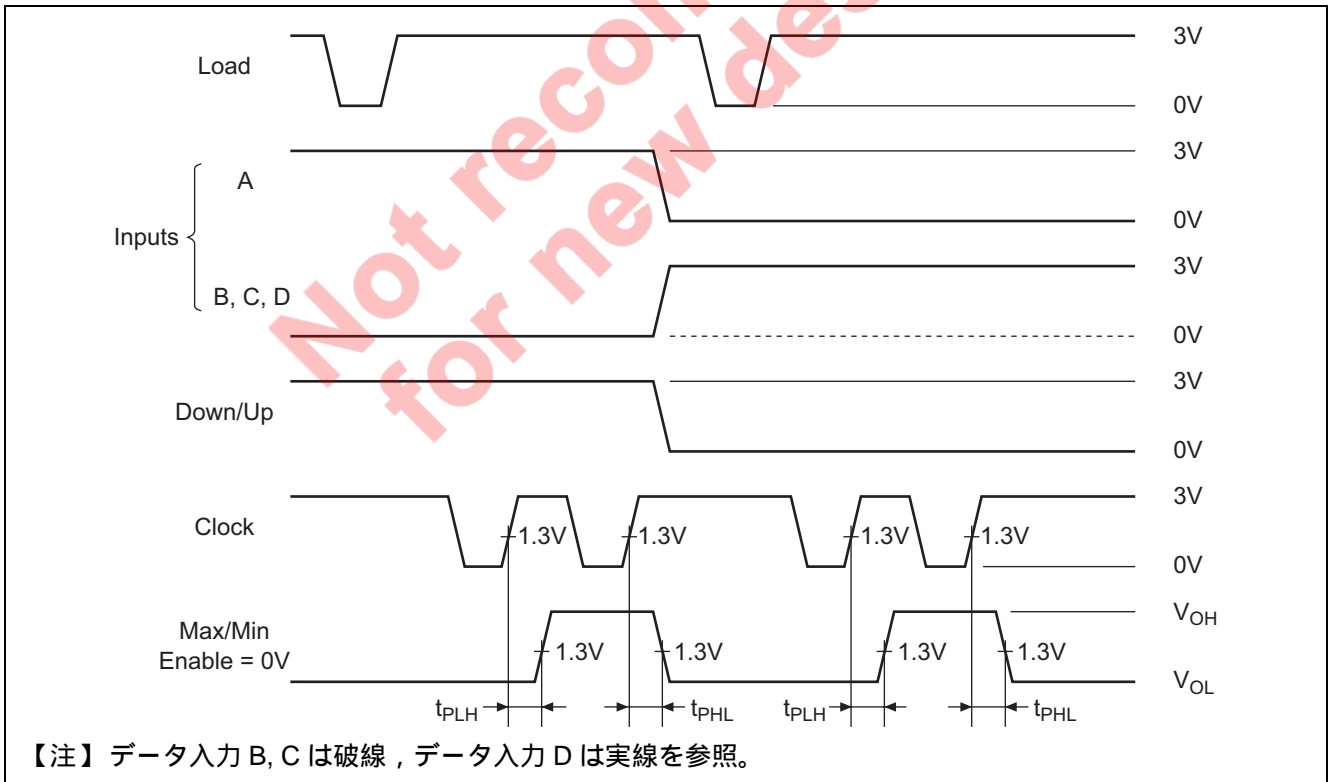 Not recom
for new des
Load
3V
0V
Inputs
A
3V
0V
B, C, D
3V
0V
Down/Up
3V
0V
Clock
1.3V
1.3V
1.3V
1.3V
3V
0V
Max/Min
Enable = 0V
1.3V
1.3V
1.3V
1.3V
VOH
VOL
tPLH
tPHL
tPLH
tPHL
【注】データ入力 B, C は破線,データ入力 D は実線を参照。